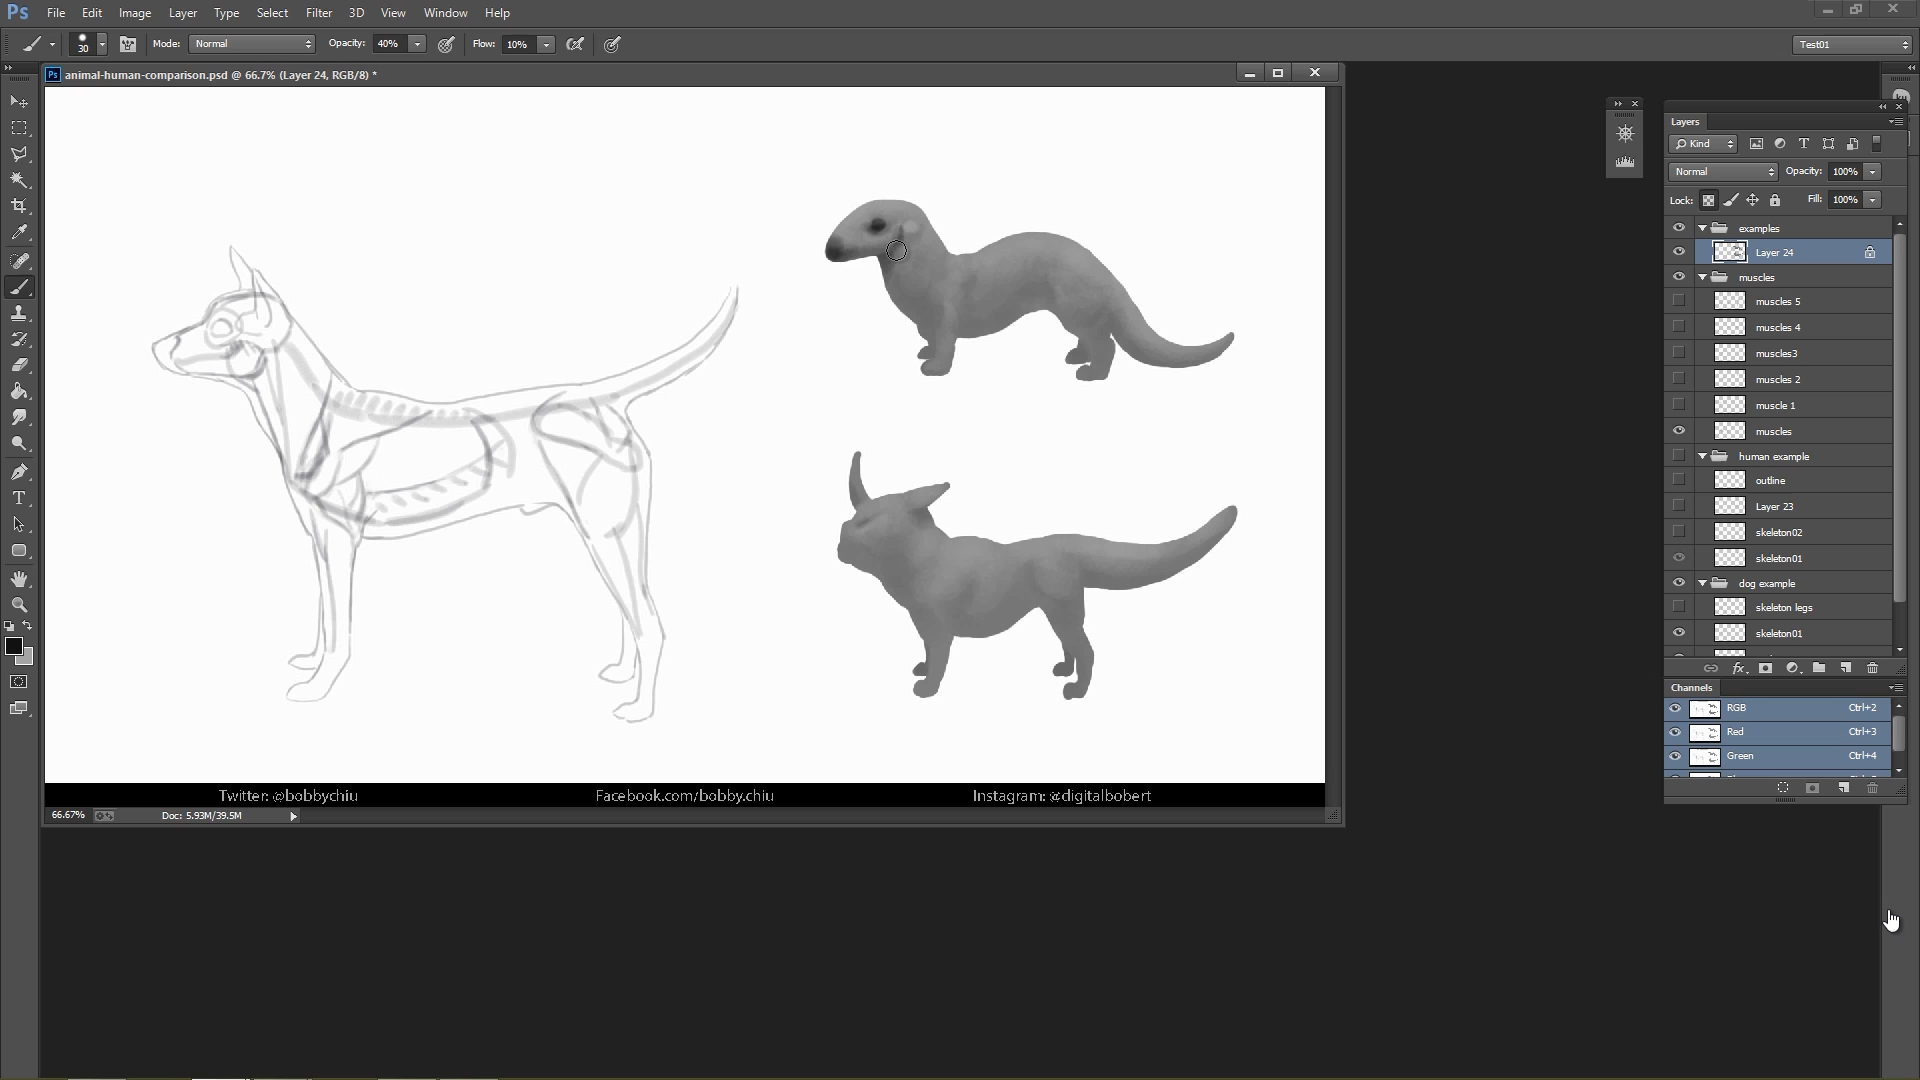 Ps File Edit Image Layer Type Select Filter 3D View Window Help
30 Mode: Normal Opacity: 40% Flow: 10% Test01
Ps animal-human-comparison.psd @ 66.7% (Layer 24, RGB/8) *
Layers
Kind
Normal Opacity: 100%
Lock: Fill: 100%
examples
Layer 24
muscles
muscles 5
muscles 4
muscles3
muscles 2
muscle 1
muscles
human example
outline
Layer 23
skeleton02
skeleton01
dog example
skeleton legs
skeleton01
fx
Channels
RGB Ctrl+2
Red Ctrl+3
Green Ctrl+4
Twitter: @bobbychiu Facebook.com/bobby.chiu Instagram: @digitalbobert
66.67% Doc: 5.93M/39.5M